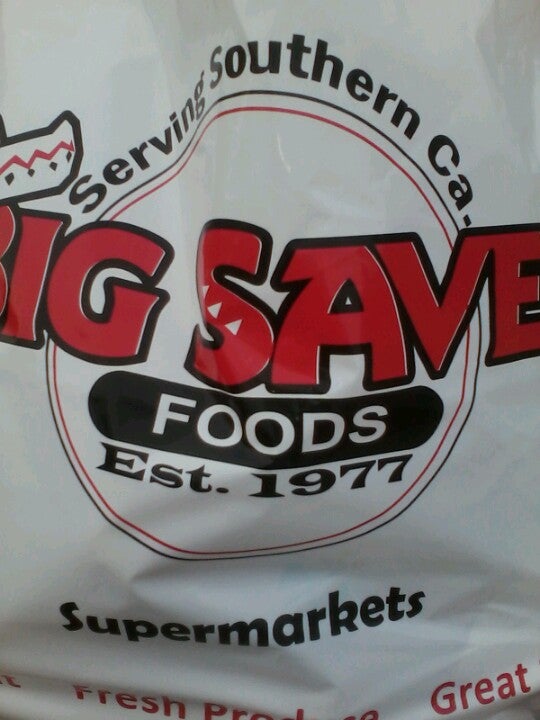 Serving Southern Ca.
BIG SAVE
FOODS
Est. 1977
Supermarkets
Fresh Produce Great